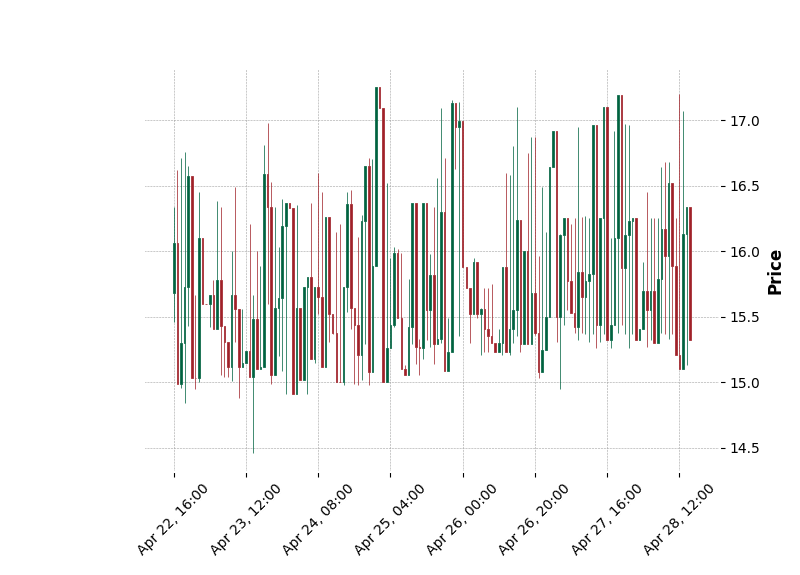 17.0
16.5
16.0
15.5
15.0
14.5
Price
Apr 22, 16:00
Apr 23, 12:00
Apr 24, 08:00
Apr 25, 04:00
Apr 26, 00:00
Apr 26, 20:00
Apr 27, 16:00
Apr 28, 12:00